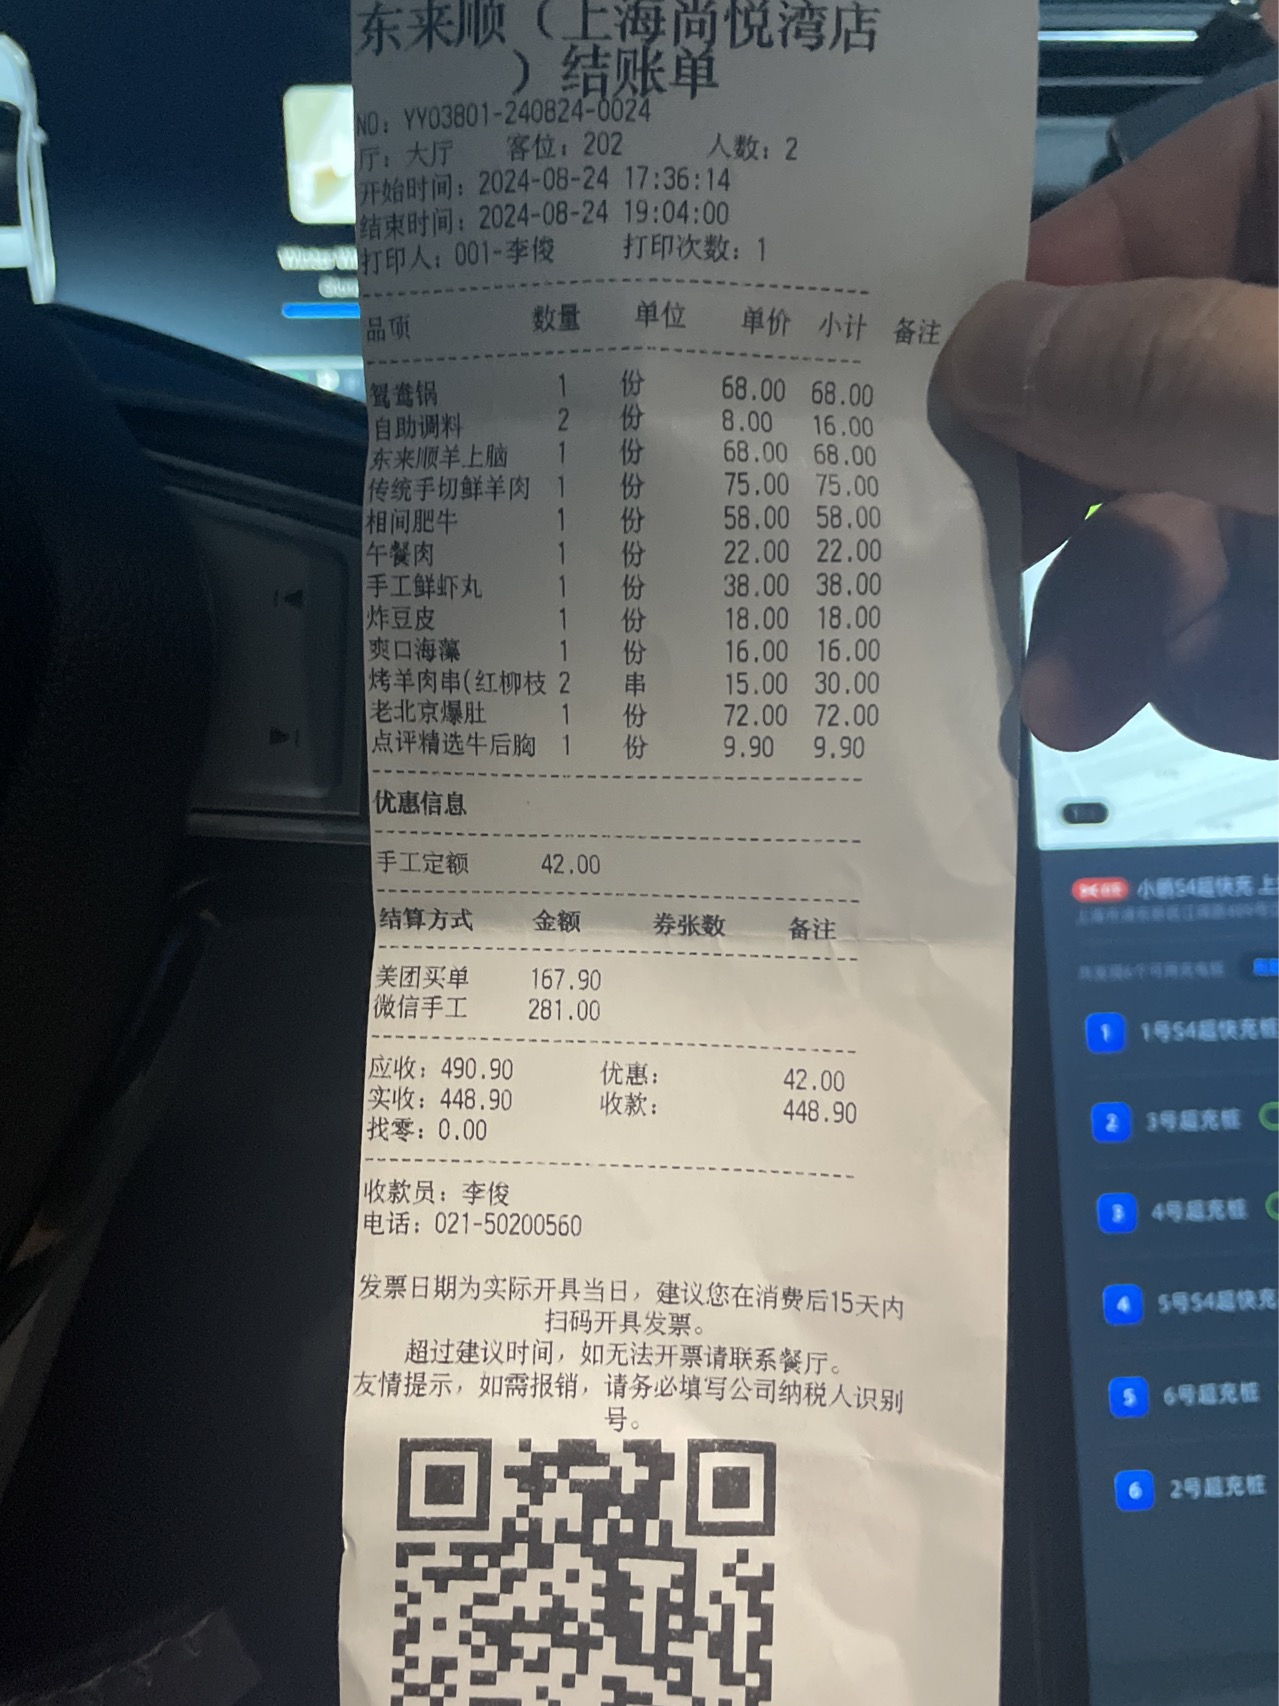 东来顺（上海尚悦湾店
）结账单
NO：YY03801-240824-0024
厅：大厅 客位：202 人数：2
开始时间：2024-08-24 17:36:14
结束时间：2024-08-24 19:04:00
打印人：001-李俊 打印次数：1
品项 数量 单位 单价 小计 备注
鸳鸯锅 1 份 68.00 68.00
自助调料 2 份 8.00 16.00
东来顺羊上脑 1 份 68.00 68.00
传统手切鲜羊肉 1 份 75.00 75.00
相间肥牛 1 份 58.00 58.00
午餐肉 1 份 22.00 22.00
手工鲜虾丸 1 份 38.00 38.00
炸豆皮 1 份 18.00 18.00
爽口海藻 1 份 16.00 16.00
烤羊肉串(红柳枝 2 串 15.00 30.00
老北京爆肚 1 份 72.00 72.00
点评精选牛后胸 1 份 9.90 9.90
优惠信息
手工定额 42.00
结算方式 金额 券张数 备注
美团买单 167.90
微信手工 281.00
应收：490.90 优惠： 42.00
实收：448.90 收款： 448.90
找零：0.00
收款员：李俊
电话：021-50200560
发票日期为实际开具当日，建议您在消费后15天内
扫码开具发票。
超过建议时间，如无法开票请联系餐厅。
友情提示，如需报销，请务必填写公司纳税人识别
号。
小鹏S4超快充 上
1 1号S4超快充桩
2 3号超充桩
3 4号超充桩
4 5号S4超快充
5 6号超充桩
6 2号超充桩